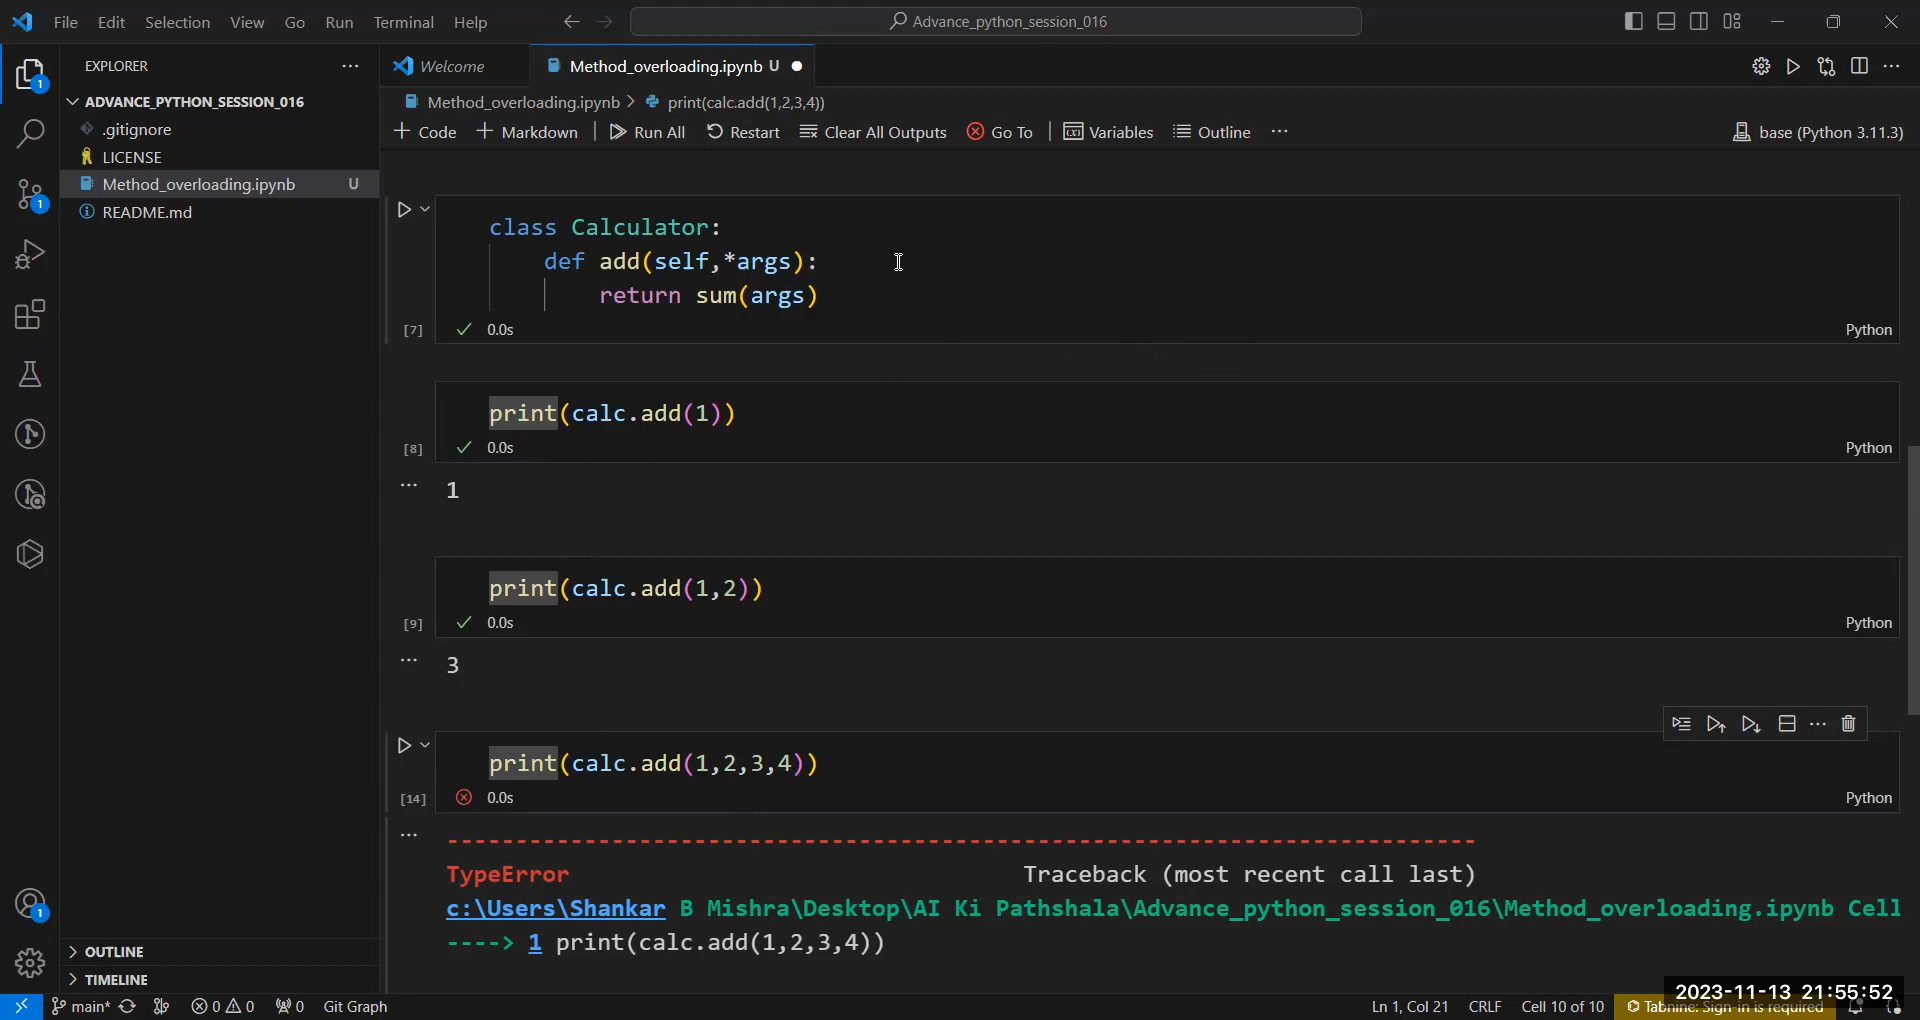 File Edit Selection View Go Run Terminal Help
Advance_python_session_016
EXPLORER
Welcome
Method_overloading.ipynb U
ADVANCE_PYTHON_SESSION_016
Method_overloading.ipynb > print(calc.add(1,2,3,4))
.gitignore
+ Code + Markdown Run All Restart Clear All Outputs Go To Variables Outline ...
base (Python 3.11.3)
LICENSE
Method_overloading.ipynb U
README.md
class Calculator:
def add(self,*args):
return sum(args)
[7] 0.0s Python
print(calc.add(1))
[8] 0.0s Python
1
print(calc.add(1,2))
[9] 0.0s Python
3
print(calc.add(1,2,3,4))
[14] 0.0s Python
---------------------------------------------------------------------------
TypeError Traceback (most recent call last)
c:\Users\Shankar B Mishra\Desktop\AI Ki Pathshala\Advance_python_session_016\Method_overloading.ipynb Cell
----> 1 print(calc.add(1,2,3,4))
OUTLINE
TIMELINE
2023-11-13 21:55:52
main* 0 0 0 Git Graph
Ln 1, Col 21 CRLF Cell 10 of 10 Tabnine: Sign-in is required